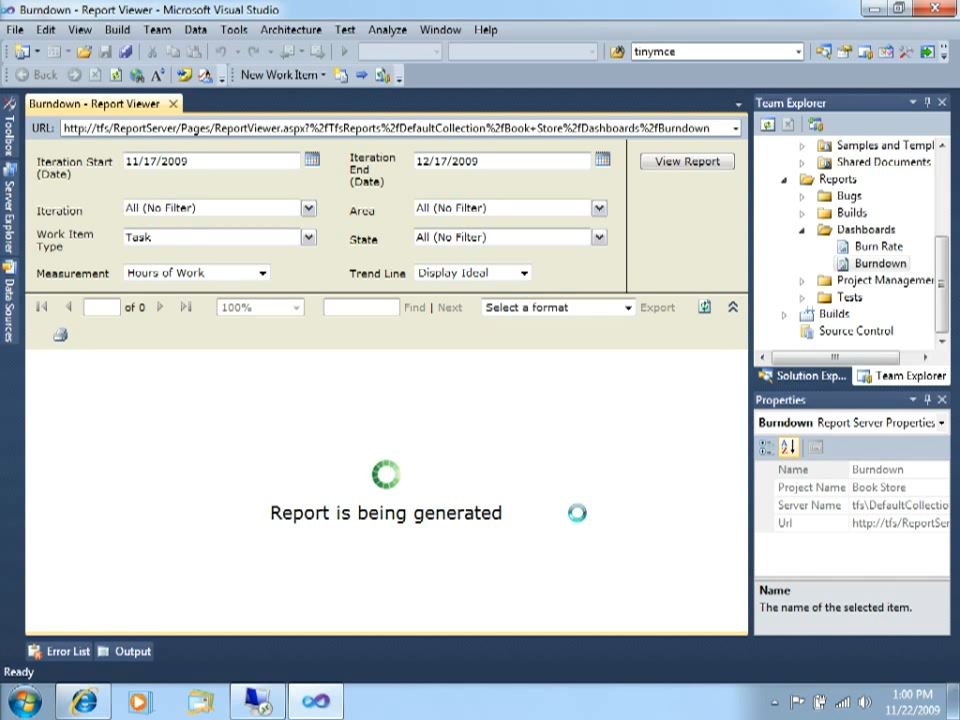 Burndown - Report Viewer - Microsoft Visual Studio
File Edit View Build Team Data Tools Architecture Test Analyze Window Help
tinymce
Back New Work Item
Burndown - Report Viewer
URL: http://tfs/ReportServer/Pages/ReportViewer.aspx?%2fTfsReports%2fDefaultCollection%2fBook+Store%2fDashboards%2fBurndown
Iteration Start (Date) 11/17/2009 Iteration End (Date) 12/17/2009 View Report
Iteration All (No Filter) Area All (No Filter)
Work Item Type Task State All (No Filter)
Measurement Hours of Work Trend Line Display Ideal
of 0 100% Find | Next Select a format Export
Report is being generated
Toolbox
Server Explorer
Data Sources
Team Explorer
Samples and Templ
Shared Documents
Reports
Bugs
Builds
Dashboards
Burn Rate
Burndown
Project Managemer
Tests
Builds
Source Control
Solution Exp... Team Explorer
Properties
Burndown Report Server Properties
Name Burndown
Project Name Book Store
Server Name tfs\DefaultCollectio
Url http://tfs/ReportSer
Name
The name of the selected item.
Error List Output
Ready
1:00 PM
11/22/2009